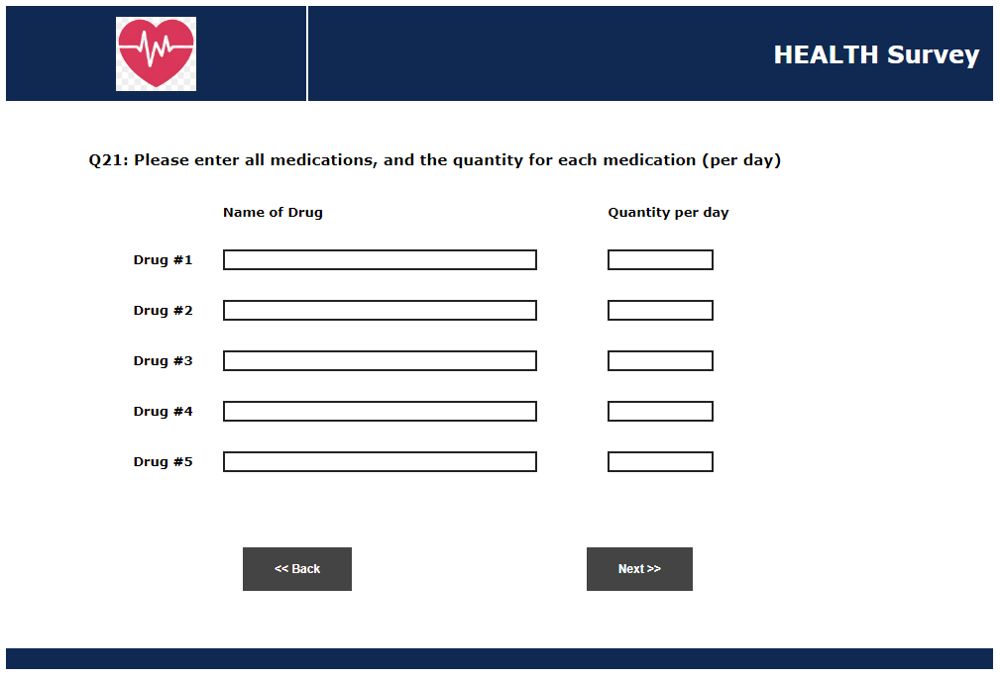 HEALTH Survey
Q21: Please enter all medications, and the quantity for each medication (per day)
Name of Drug Quantity per day
Drug #1
Drug #2
Drug #3
Drug #4
Drug #5
<< Back Next >>